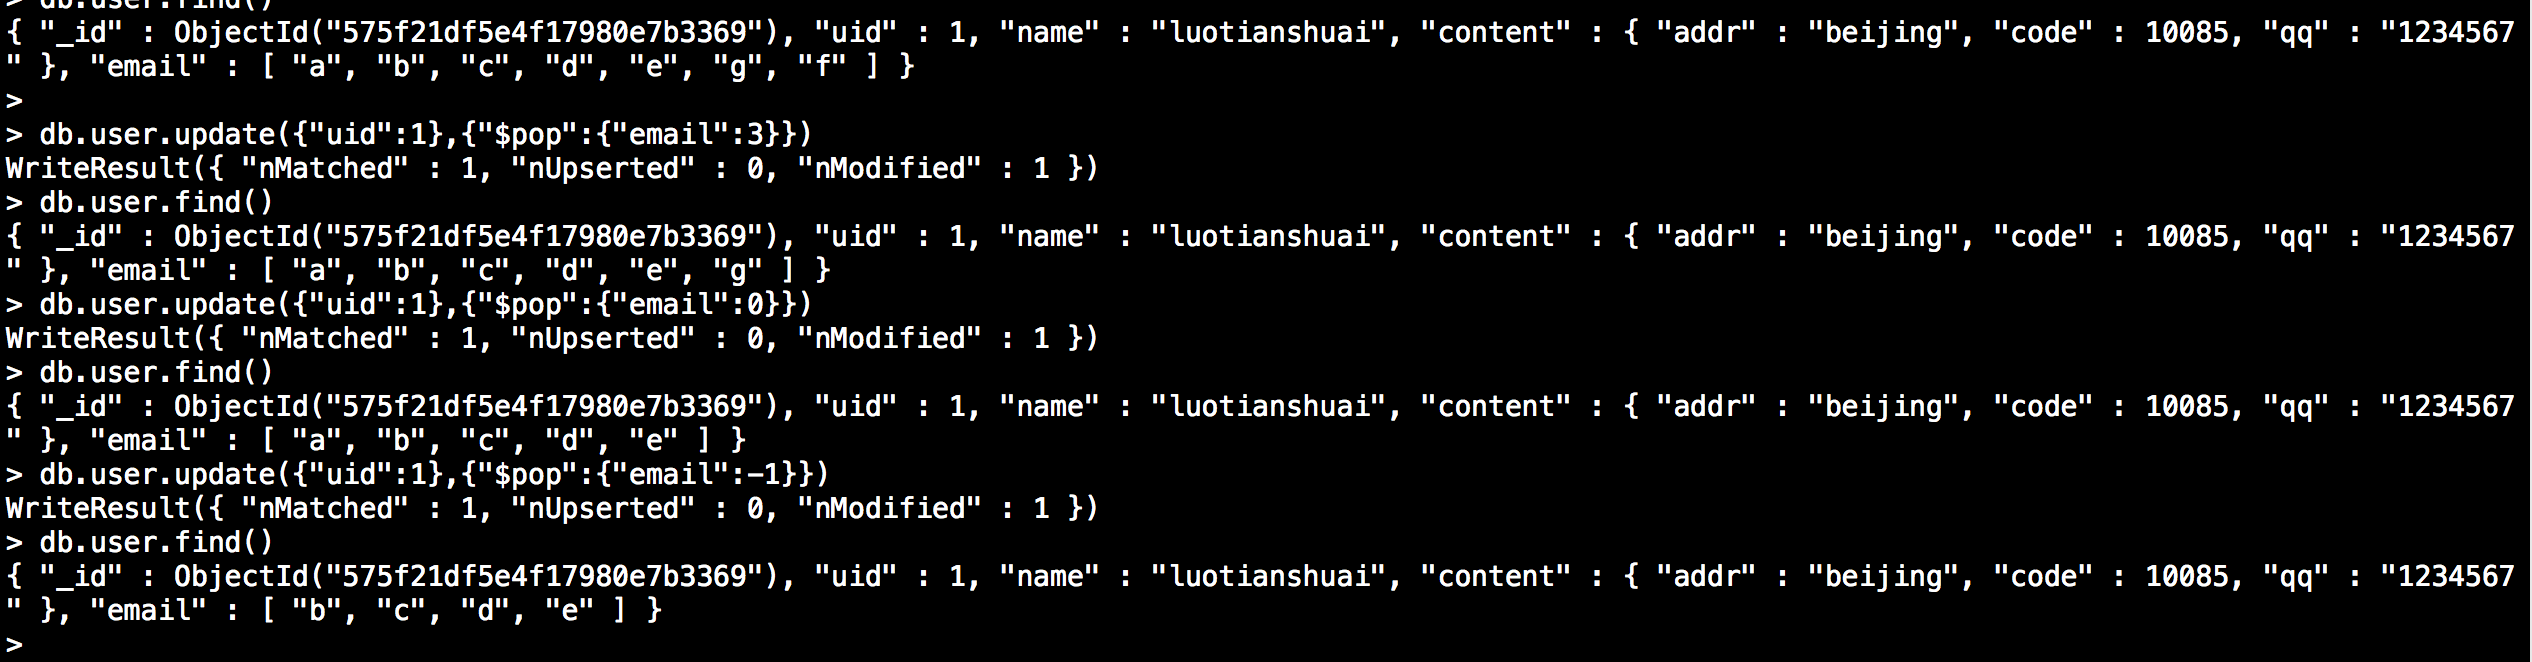 > db.user.find()
{ "_id" : ObjectId("575f21df5e4f17980e7b3369"), "uid" : 1, "name" : "luotianshuai", "content" : { "addr" : "beijing", "code" : 10085, "qq" : "1234567
" }, "email" : [ "a", "b", "c", "d", "e", "g", "f" ] }
>
> db.user.update({"uid":1},{"$pop":{"email":3}})
WriteResult({ "nMatched" : 1, "nUpserted" : 0, "nModified" : 1 })
> db.user.find()
{ "_id" : ObjectId("575f21df5e4f17980e7b3369"), "uid" : 1, "name" : "luotianshuai", "content" : { "addr" : "beijing", "code" : 10085, "qq" : "1234567
" }, "email" : [ "a", "b", "c", "d", "e", "g" ] }
> db.user.update({"uid":1},{"$pop":{"email":0}})
WriteResult({ "nMatched" : 1, "nUpserted" : 0, "nModified" : 1 })
> db.user.find()
{ "_id" : ObjectId("575f21df5e4f17980e7b3369"), "uid" : 1, "name" : "luotianshuai", "content" : { "addr" : "beijing", "code" : 10085, "qq" : "1234567
" }, "email" : [ "a", "b", "c", "d", "e" ] }
> db.user.update({"uid":1},{"$pop":{"email":-1}})
WriteResult({ "nMatched" : 1, "nUpserted" : 0, "nModified" : 1 })
> db.user.find()
{ "_id" : ObjectId("575f21df5e4f17980e7b3369"), "uid" : 1, "name" : "luotianshuai", "content" : { "addr" : "beijing", "code" : 10085, "qq" : "1234567
" }, "email" : [ "b", "c", "d", "e" ] }
>